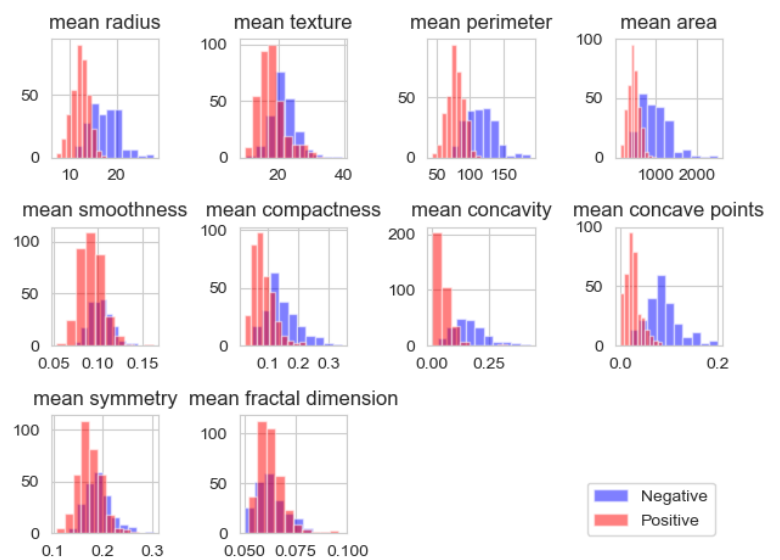 mean radius
50
0
10 20
mean texture
100
50
0
20 40
mean perimeter
100
50
0
50 100 150
mean area
100
50
0
1000 2000
mean smoothness
100
50
0
0.05 0.10 0.15
mean compactness
100
50
0
0.1 0.2 0.3
mean concavity
200
100
0
0.00 0.25
mean concave points
100
50
0
0.0 0.2
mean symmetry
100
50
0
0.1 0.2 0.3
mean fractal dimension
100
50
0
0.050 0.075 0.100
Negative
Positive